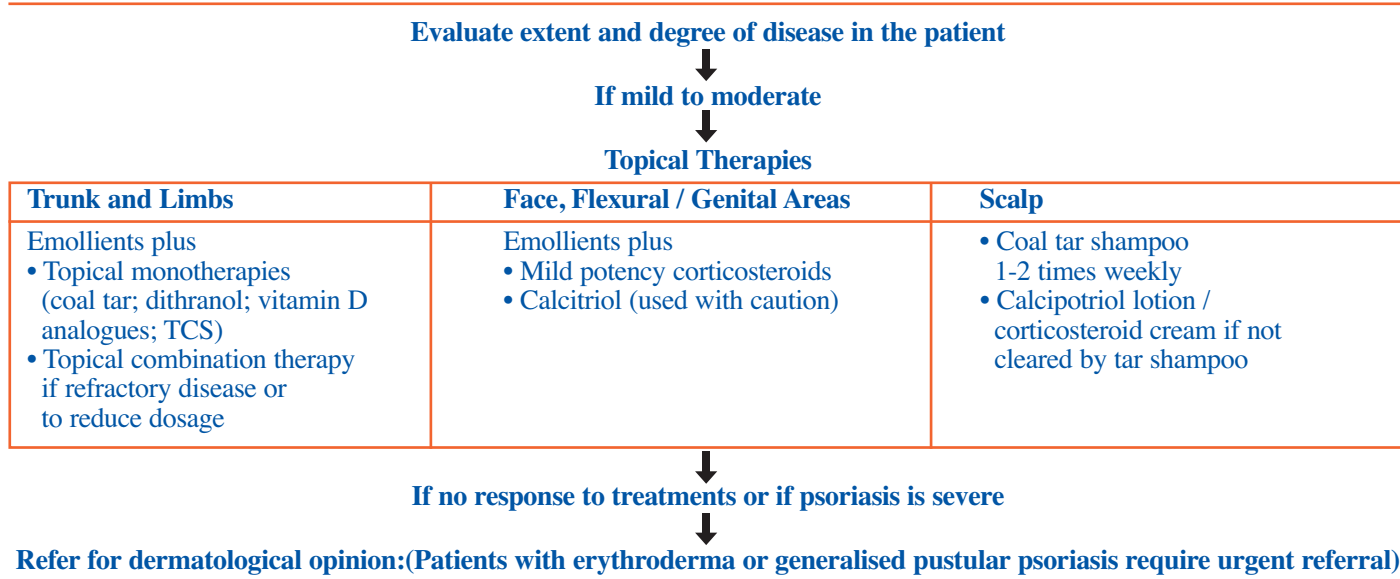 Evaluate extent and degree of disease in the patient
If mild to moderate
Topical Therapies
Trunk and Limbs
Emollients plus
• Topical monotherapies
(coal tar; dithranol; vitamin D
analogues; TCS)
• Topical combination therapy
if refractory disease or
to reduce dosage
Face, Flexural / Genital Areas
Emollients plus
• Mild potency corticosteroids
• Calcitriol (used with caution)
Scalp
• Coal tar shampoo
1-2 times weekly
• Calcipotriol lotion /
corticosteroid cream if not
cleared by tar shampoo
If no response to treatments or if psoriasis is severe
Refer for dermatological opinion:(Patients with erythroderma or generalised pustular psoriasis require urgent referral)